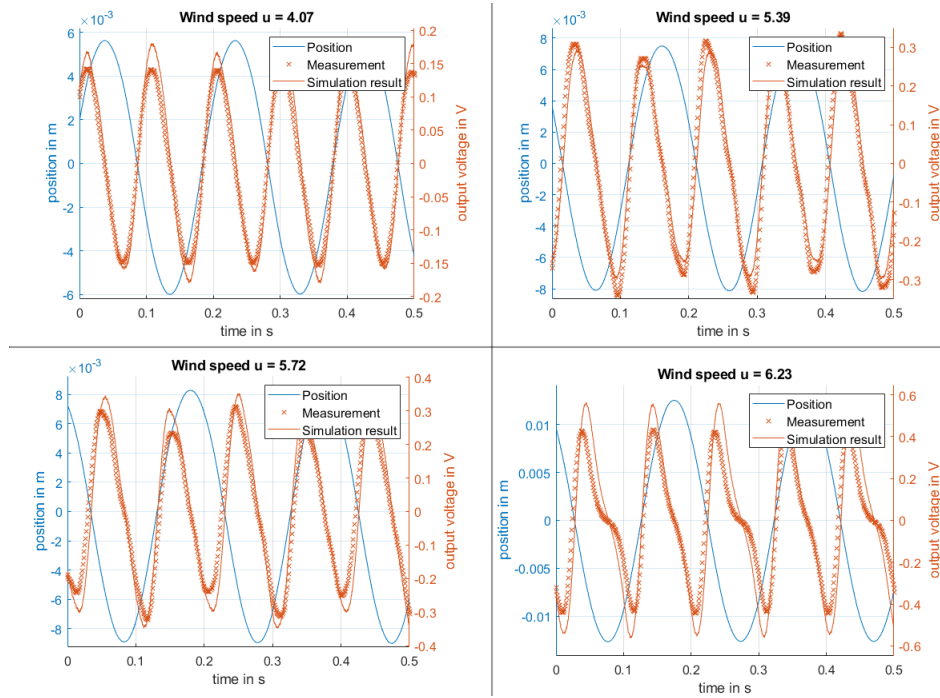 Wind speed u = 4.07
×10⁻³
6
4
2
0
-2
-4
-6
position in m
0.2
0.15
0.1
0.05
0
-0.05
-0.1
-0.15
-0.2
output voltage in V
0 0.1 0.2 0.3 0.4 0.5
time in s
Position
Measurement
Simulation result
Wind speed u = 5.39
×10⁻³
8
6
4
2
0
-2
-4
-6
-8
position in m
0.3
0.2
0.1
0
-0.1
-0.2
-0.3
output voltage in V
0 0.1 0.2 0.3 0.4 0.5
time in s
Position
Measurement
Simulation result
Wind speed u = 5.72
×10⁻³
8
6
4
2
0
-2
-4
-6
-8
position in m
0.4
0.3
0.2
0.1
0
-0.1
-0.2
-0.3
-0.4
output voltage in V
0 0.1 0.2 0.3 0.4 0.5
time in s
Position
Measurement
Simulation result
Wind speed u = 6.23
0.01
0.005
0
-0.005
-0.01
position in m
0.6
0.4
0.2
0
-0.2
-0.4
-0.6
output voltage in V
0 0.1 0.2 0.3 0.4 0.5
time in s
Position
Measurement
Simulation result